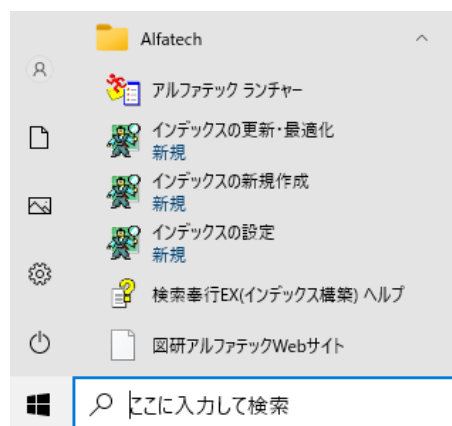 Alfatech
アルファテック ランチャー
インデックスの更新・最適化
新規
インデックスの新規作成
新規
インデックスの設定
新規
検索奉行EX(インデックス構築) ヘルプ
図研アルファテックWebサイト
ここに入力して検索